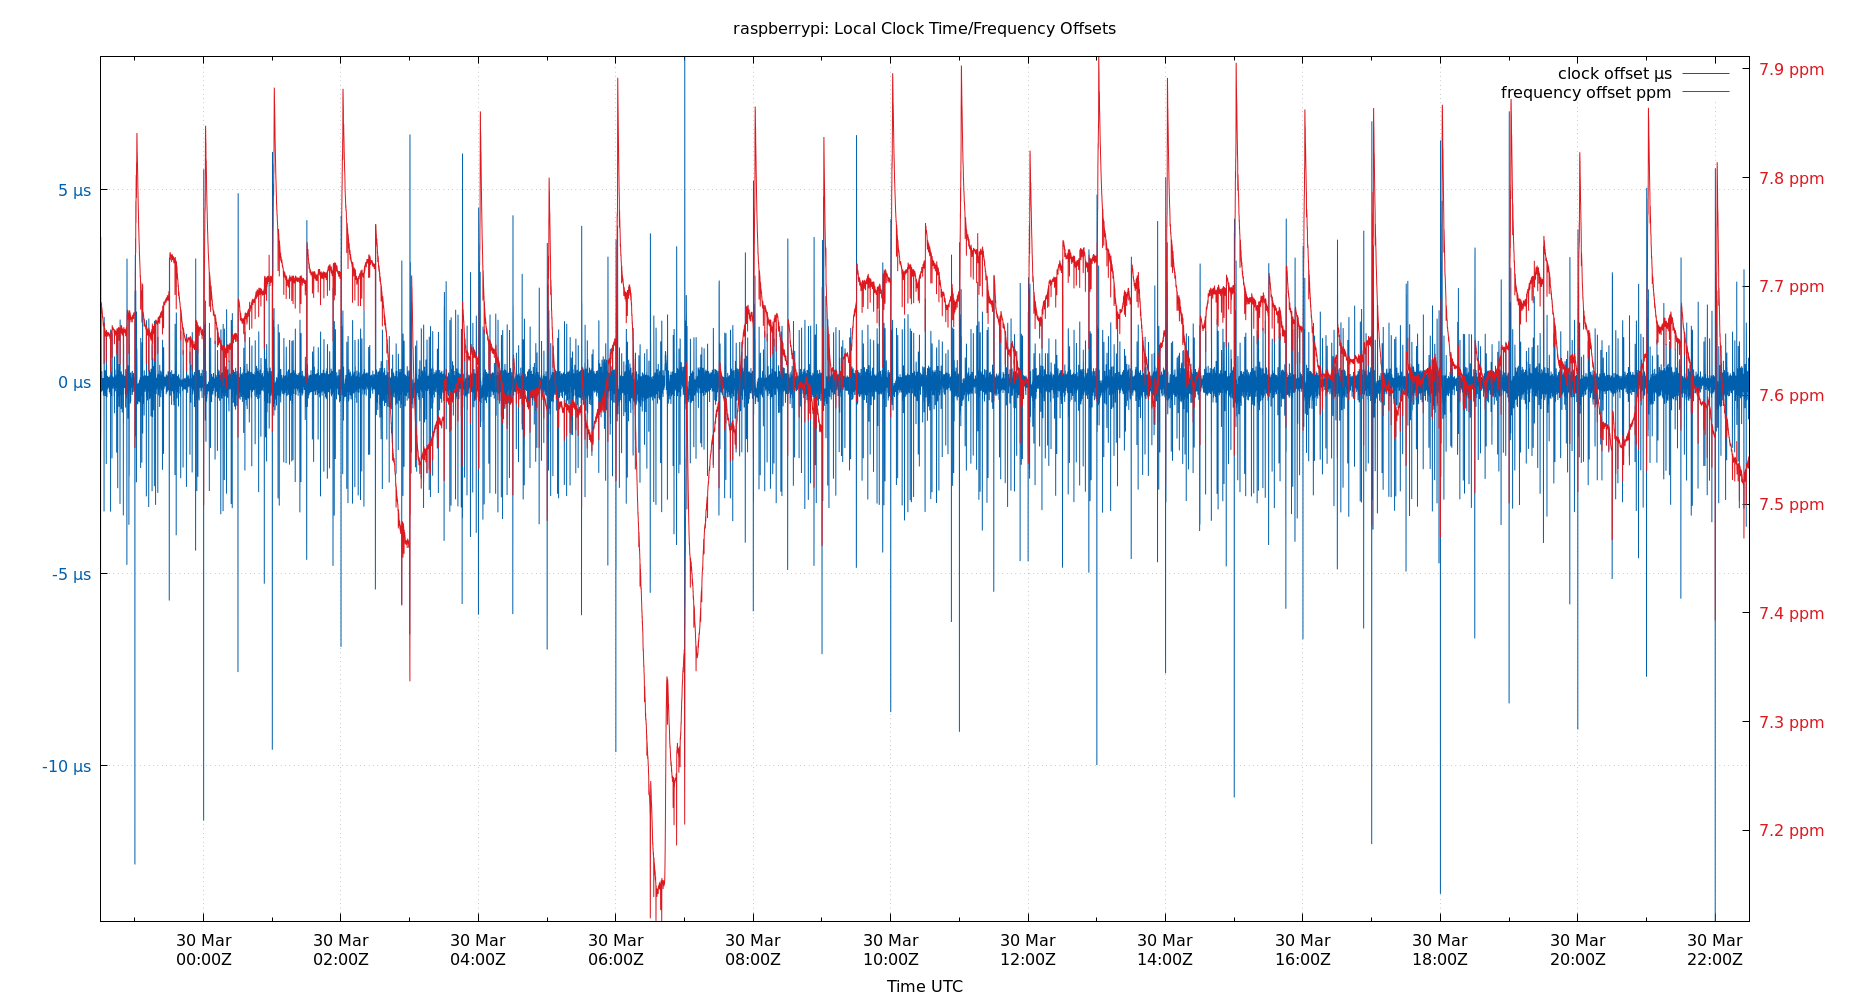 raspberrypi: Local Clock Time/Frequency Offsets
clock offset µs
frequency offset ppm
5 µs
0 µs
-5 µs
-10 µs
7.9 ppm
7.8 ppm
7.7 ppm
7.6 ppm
7.5 ppm
7.4 ppm
7.3 ppm
7.2 ppm
30 Mar 30 Mar 30 Mar 30 Mar 30 Mar 30 Mar 30 Mar 30 Mar 30 Mar 30 Mar 30 Mar 30 Mar
00:00Z 02:00Z 04:00Z 06:00Z 08:00Z 10:00Z 12:00Z 14:00Z 16:00Z 18:00Z 20:00Z 22:00Z
Time UTC